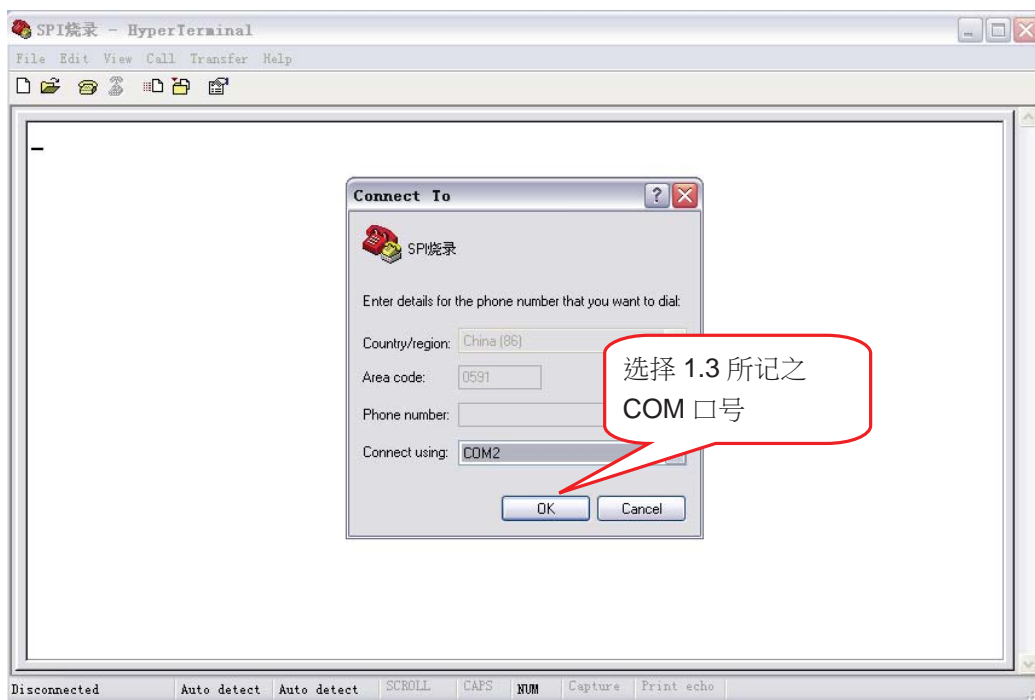 SPI烧录 - HyperTerminal
File Edit View Call Transfer Help
Connect To
SPI烧录
Enter details for the phone number that you want to dial:
Country/region: China (86)
Area code: 0591
Phone number:
Connect using: COM2
OK Cancel
选择 1.3 所记之
COM 口号
Disconnected Auto detect Auto detect SCROLL CAPS NUM Capture Print echo